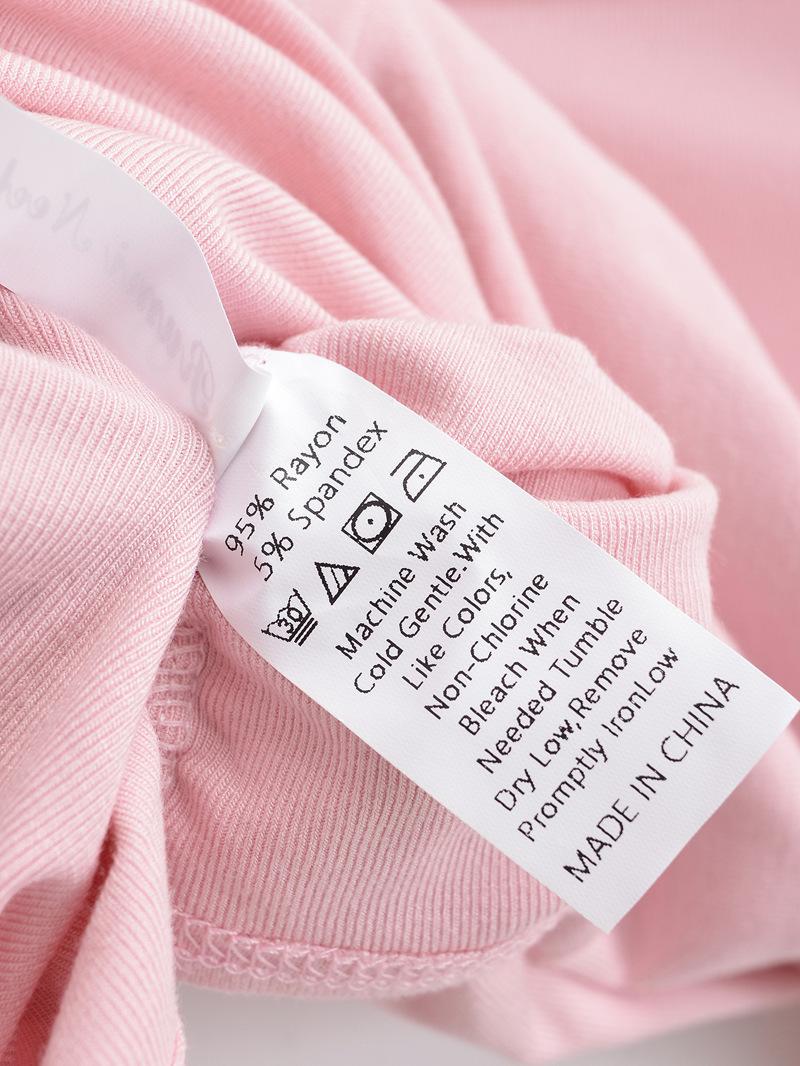 95% Rayon
5% Spandex
30
Machine Wash
Cold Gentle.With
Like Colors,
Non-Chlorine
Bleach When
Needed Tumble
Dry Low,Remove
Promptly IronLow
MADE IN CHINA